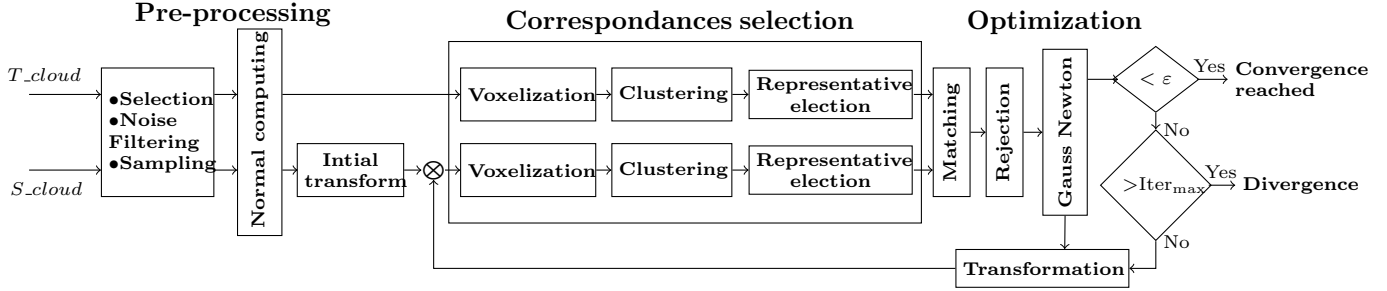 Pre-processing
Correspondances selection
Optimization
T_cloud
S_cloud
•Selection
•Noise
Filtering
•Sampling
Normal computing
Intial
transform
⊗
Voxelization
Clustering
Representative
election
Voxelization
Clustering
Representative
election
Matching
Rejection
Gauss Newton
< ε
Yes
Convergence
reached
No
>Iter_max
Yes
Divergence
No
Transformation